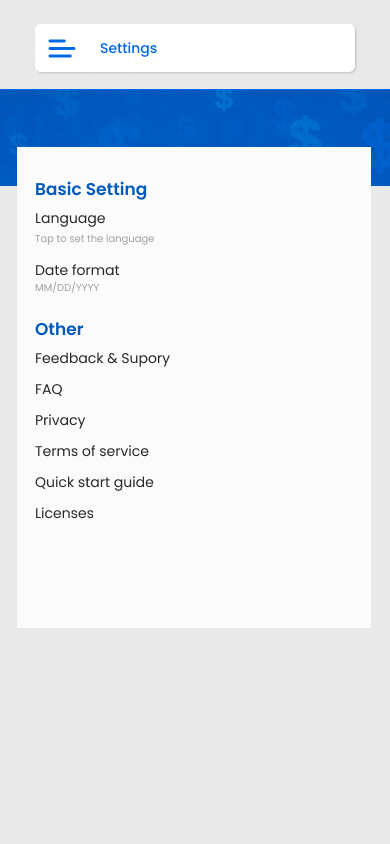 Settings
Basic Setting
Language
Tap to set the language
Date format
MM/DD/YYYY
Other
Feedback & Supory
FAQ
Privacy
Terms of service
Quick start guide
Licenses